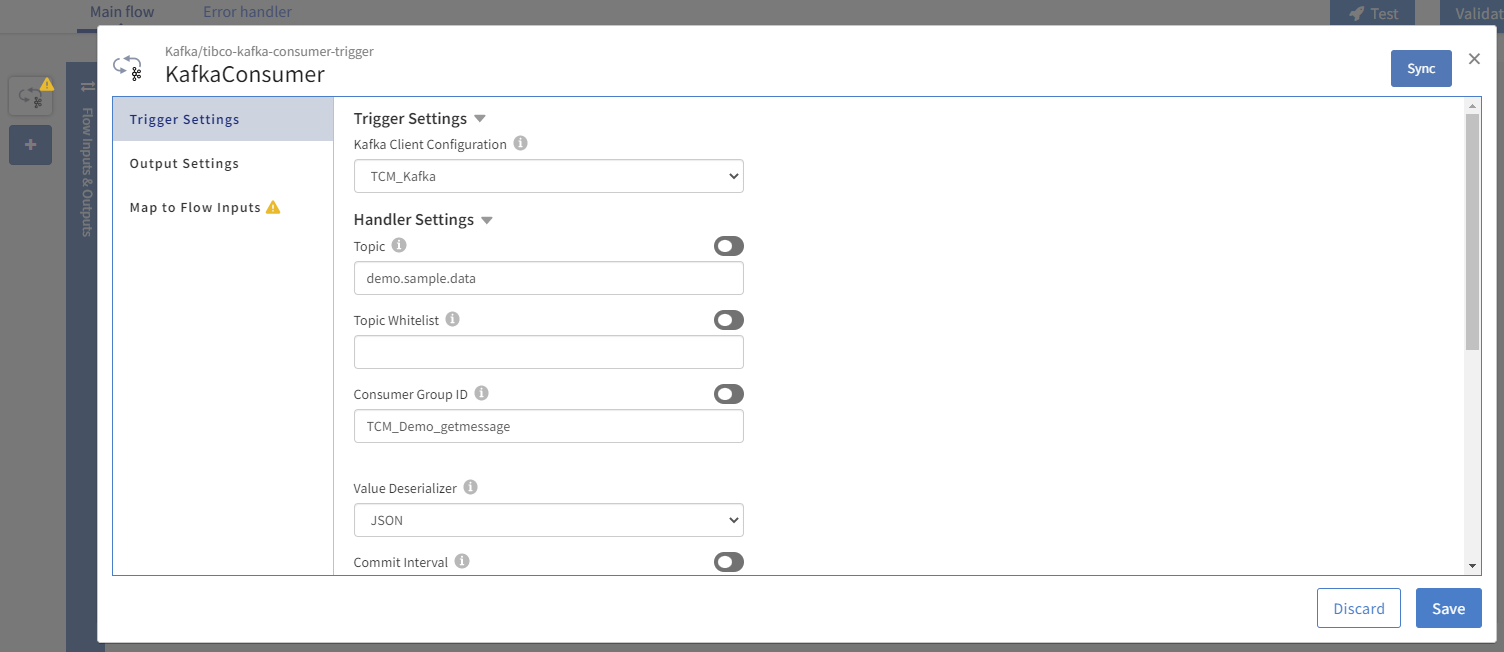 Main flow
Error handler
Test
Validat
Kafka/tibco-kafka-consumer-trigger
KafkaConsumer
Sync
Flow Inputs & Outputs
Trigger Settings
Output Settings
Map to Flow Inputs
Trigger Settings
Kafka Client Configuration
TCM_Kafka
Handler Settings
Topic
demo.sample.data
Topic Whitelist
Consumer Group ID
TCM_Demo_getmessage
Value Deserializer
JSON
Commit Interval
Discard
Save